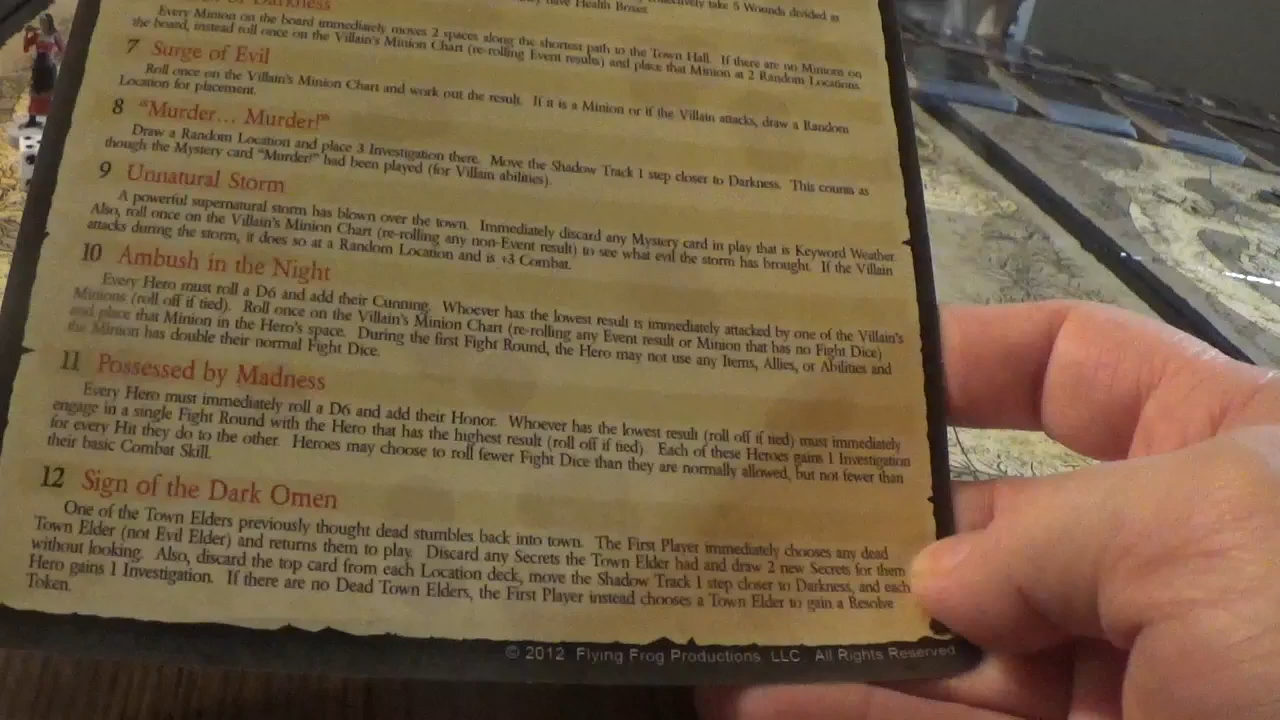 take 5 Wounds divided in
have Health Boxes.
of Darkness
Every Minion on the board immediately moves 2 spaces along the shortest path to the Town Hall. If there are no Minions on
the board, instead roll once on the Villain's Minion Chart (re-rolling Event results) and place that Minion at 2 Random Locations.
7 Surge of Evil
Roll once on the Villain's Minion Chart and work out the result. If it is a Minion or if the Villain attacks, draw a Random
Location for placement.
8 "Murder... Murder!"
Draw a Random Location and place 3 Investigation there. Move the Shadow Track 1 step closer to Darkness. This counts as
though the Mystery card "Murder!" had been played (for Villain abilities).
9 Unnatural Storm
A powerful supernatural storm has blown over the town. Immediately discard any Mystery card in play that is Keyword Weather.
Also, roll once on the Villain's Minion Chart (re-rolling any non-Event result) to see what evil the storm has brought. If the Villain
attacks during the storm, it does so at a Random Location and is +3 Combat.
10 Ambush in the Night
Every Hero must roll a D6 and add their Cunning. Whoever has the lowest result is immediately attacked by one of the Villain's
Minions (roll off if tied). Roll once on the Villain's Minion Chart (re-rolling any Event result or Minion that has no Fight Dice)
and place that Minion in the Hero's space. During the first Fight Round, the Hero may not use any Items, Allies, or Abilities and
the Minion has double their normal Fight Dice.
11 Possessed by Madness
Every Hero must immediately roll a D6 and add their Honor. Whoever has the lowest result (roll off if tied) must immediately
engage in a single Fight Round with the Hero that has the highest result (roll off if tied). Each of these Heroes gains 1 Investigation
for every Hit they do to the other. Heroes may choose to roll fewer Fight Dice than they are normally allowed, but not fewer than
their basic Combat Skill.
12 Sign of the Dark Omen
One of the Town Elders previously thought dead stumbles back into town. The First Player immediately chooses any dead
Town Elder (not Evil Elder) and returns them to play. Discard any Secrets the Town Elder had and draw 2 new Secrets for them
without looking. Also, discard the top card from each Location deck, move the Shadow Track 1 step closer to Darkness, and each
Hero gains 1 Investigation. If there are no Dead Town Elders, the First Player instead chooses a Town Elder to gain a Resolve
Token.
© 2012 Flying Frog Productions LLC All Rights Reserved